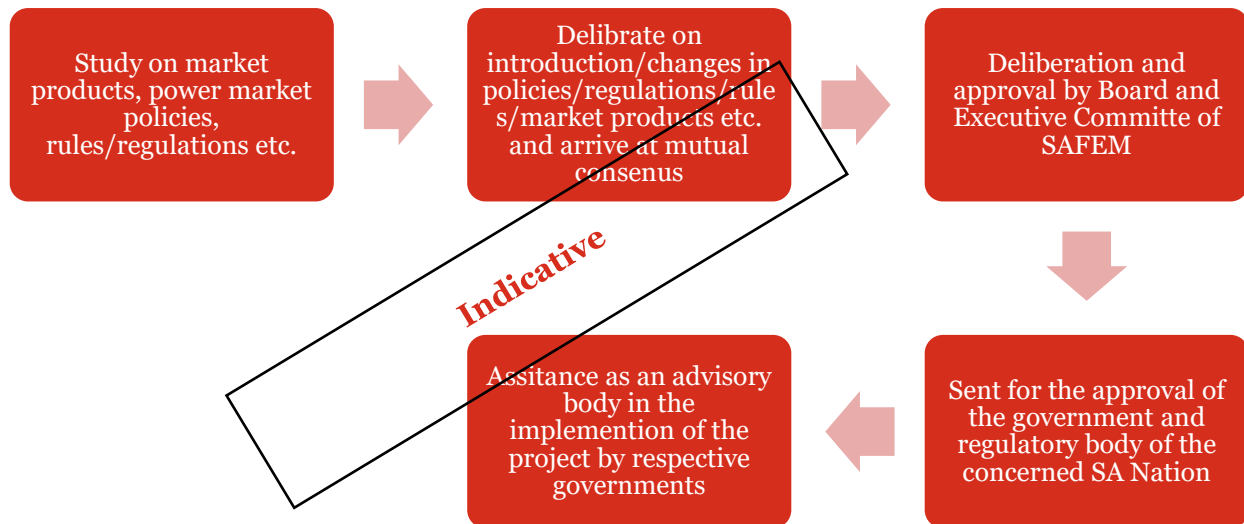 Study on market
products, power market
policies,
rules/regulations etc.
Delibrate on
introduction/changes in
policies/regulations/rule
s/market products etc.
and arrive at mutual
consenus
Deliberation and
approval by Board and
Executive Committe of
SAFEM
Indicative
Sent for the approval of
the government and
regulatory body of the
concerned SA Nation
Assitance as an advisory
body in the
implemention of the
project by respective
governments